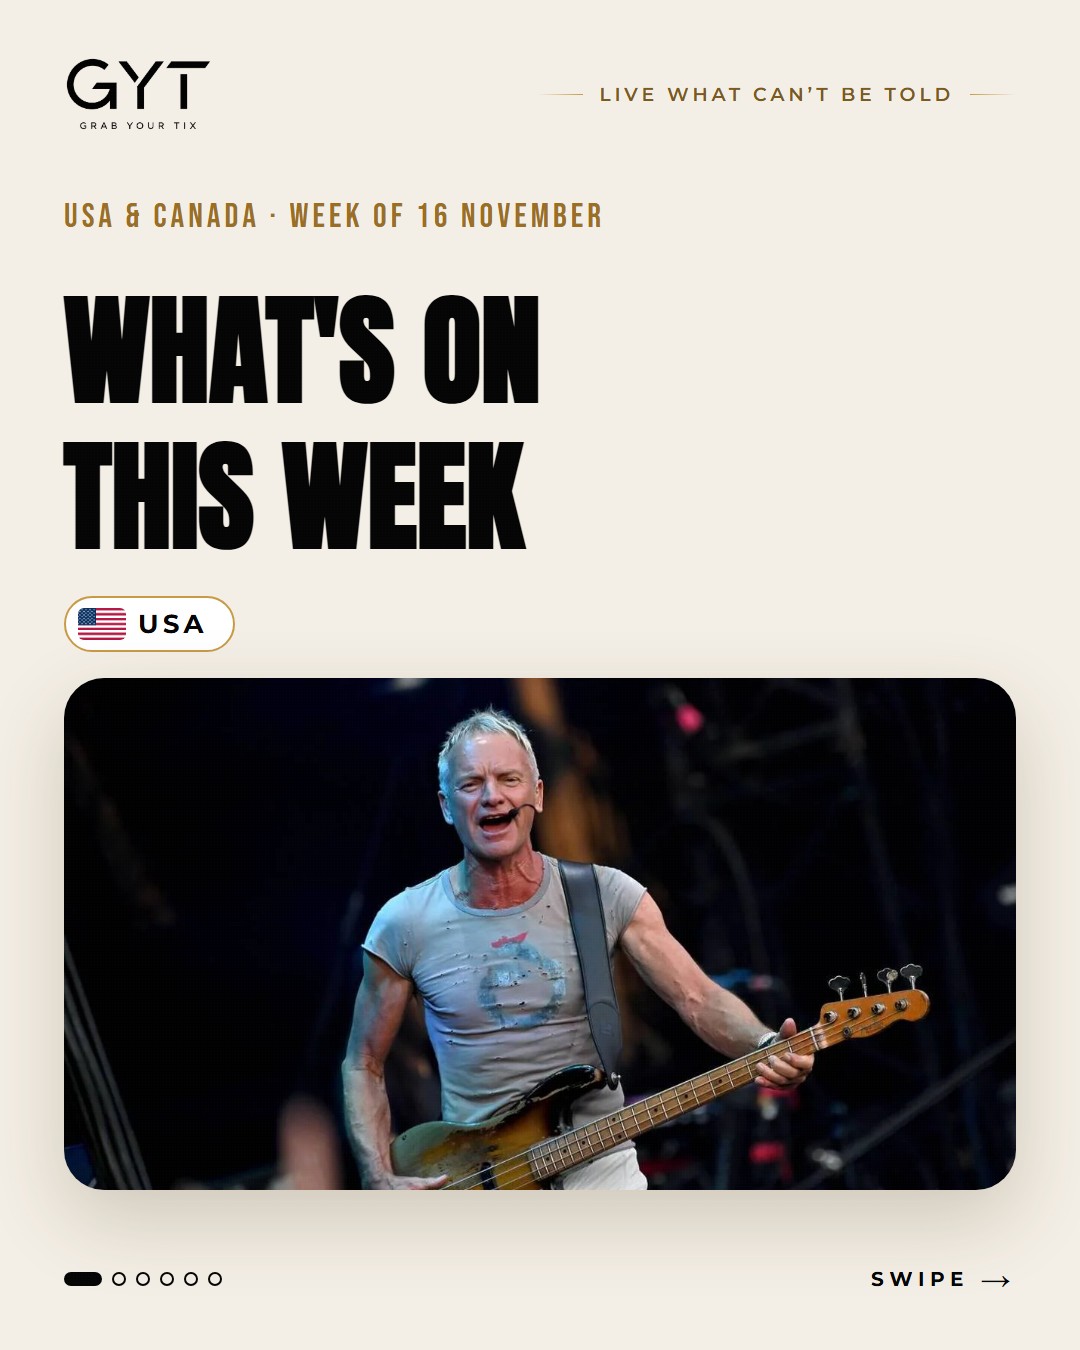 GYT
GRAB YOUR TIX
LIVE WHAT CAN’T BE TOLD
USA & CANADA · WEEK OF 16 NOVEMBER
WHAT'S ON
THIS WEEK
USA
SWIPE →